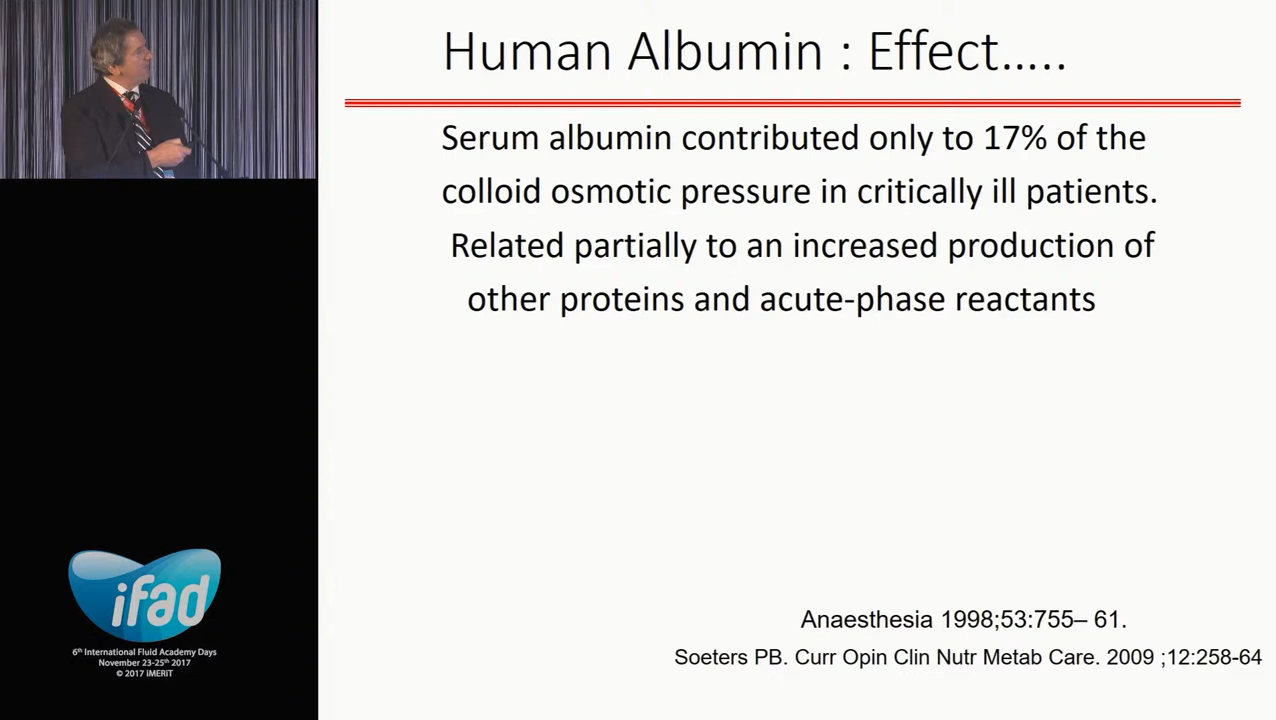 Human Albumin : Effect…..
Serum albumin contributed only to 17% of the
colloid osmotic pressure in critically ill patients.
Related partially to an increased production of
other proteins and acute-phase reactants
Anaesthesia 1998;53:755– 61.
Soeters PB. Curr Opin Clin Nutr Metab Care. 2009 ;12:258-64
ifad
6th International Fluid Academy Days
November 23-25th 2017
© 2017 iMERiT